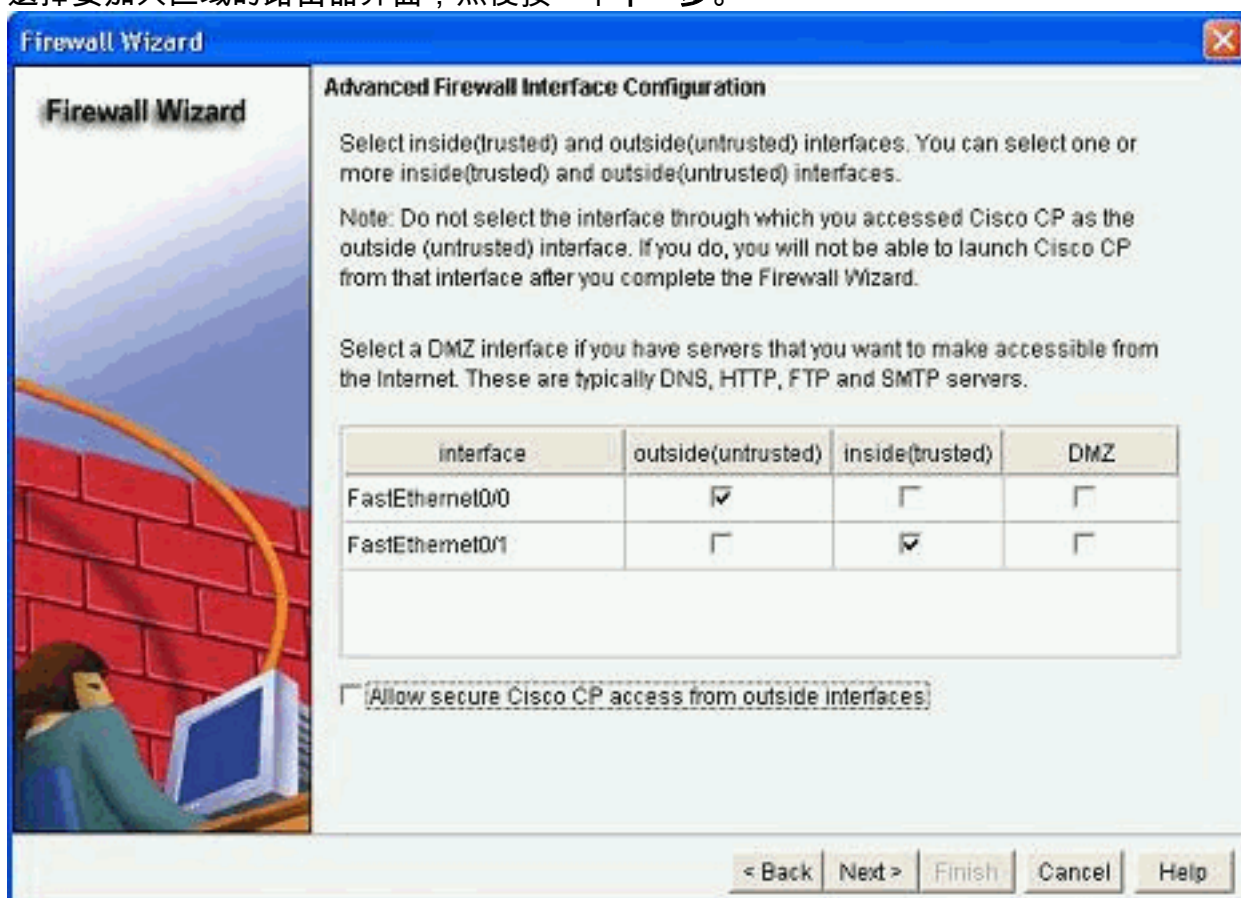 Firewall Wizard
Firewall Wizard
Advanced Firewall Interface Configuration
Select inside(trusted) and outside(untrusted) interfaces. You can select one or
more inside(trusted) and outside(untrusted) interfaces.
Note: Do not select the interface through which you accessed Cisco CP as the
outside (untrusted) interface. If you do, you will not be able to launch Cisco CP
from that interface after you complete the Firewall Wizard.
Select a DMZ interface if you have servers that you want to make accessible from
the Internet. These are typically DNS, HTTP, FTP and SMTP servers.
interface outside(untrusted) inside(trusted) DMZ
FastEthernet0/0
FastEthernet0/1
Allow secure Cisco CP access from outside interfaces
< Back Next > Finish Cancel Help